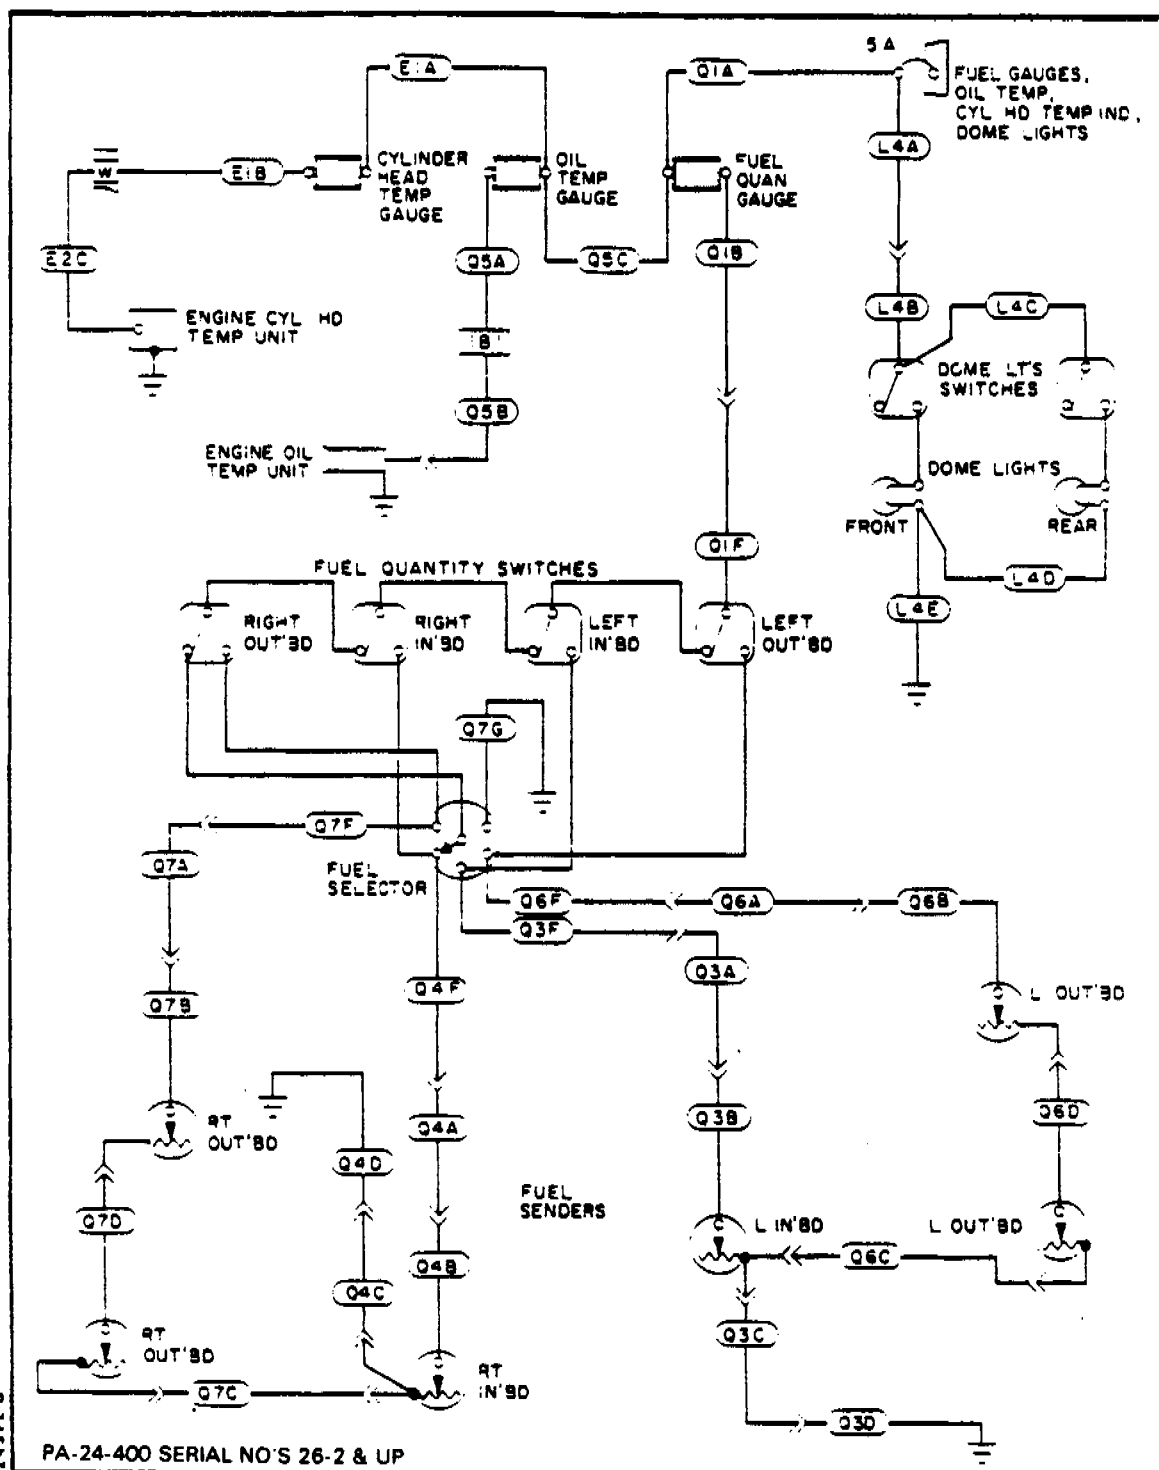 5 A
FUEL GAUGES,
OIL TEMP,
CYL HD TEMP IND,
DOME LIGHTS
E1A
Q1A
L4A
W
E1B
CYLINDER
HEAD
TEMP
GAUGE
OIL
TEMP
GAUGE
FUEL
QUAN
GAUGE
E2C
Q5A
Q5C
Q1B
ENGINE CYL HD
TEMP UNIT
L4B
L4C
B
DOME LT'S
SWITCHES
Q5B
ENGINE OIL
TEMP UNIT
DOME LIGHTS
FRONT
REAR
Q1F
L4D
L4E
FUEL QUANTITY SWITCHES
RIGHT
OUT'BD
RIGHT
IN'BD
LEFT
IN'BD
LEFT
OUT'BD
Q7G
Q7F
Q7A
FUEL
SELECTOR
Q6F
Q6A
Q6B
Q3F
Q3A
Q7B
Q4F
L OUT'BD
RT
OUT'BD
Q4A
Q3B
Q6D
Q4D
FUEL
SENDERS
Q7D
L IN'BD
L OUT'BD
Q4B
Q6C
Q4C
Q3C
RT
OUT'BD
RT
IN'BD
Q7C
Q3D
PA-24-400 SERIAL NO'S 26-2 & UP